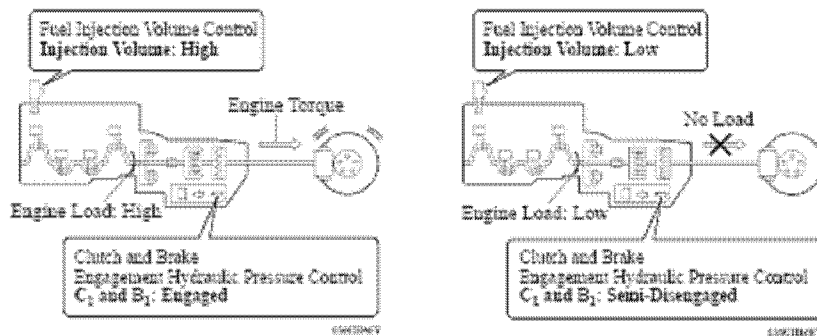 Fuel Injection Volume Control
Injection Volume: High
Engine Torque
Engine Load: High
Clutch and Brake
Engagement Hydraulic Pressure Control
C₁ and B₁: Engaged
Fuel Injection Volume Control
Injection Volume: Low
No Load
Engine Load: Low
Clutch and Brake
Engagement Hydraulic Pressure Control
C₁ and B₁: Semi-Disengaged